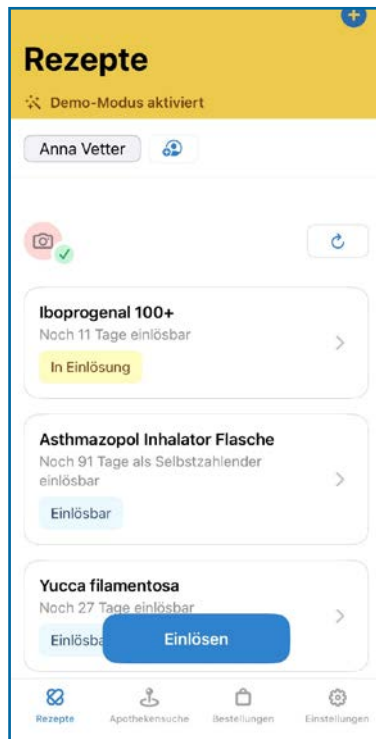 Rezepte
Demo-Modus aktiviert
Anna Vetter
Iboprogenal 100+
Noch 11 Tage einlösbar
In Einlösung
Asthmazopol Inhalator Flasche
Noch 91 Tage als Selbstzahlender
einlösbar
Einlösbar
Yucca filamentosa
Noch 27 Tage einlösbar
Einlösba
Einlösen
Rezepte
Apothekensuche
Bestellungen
Einstellungen